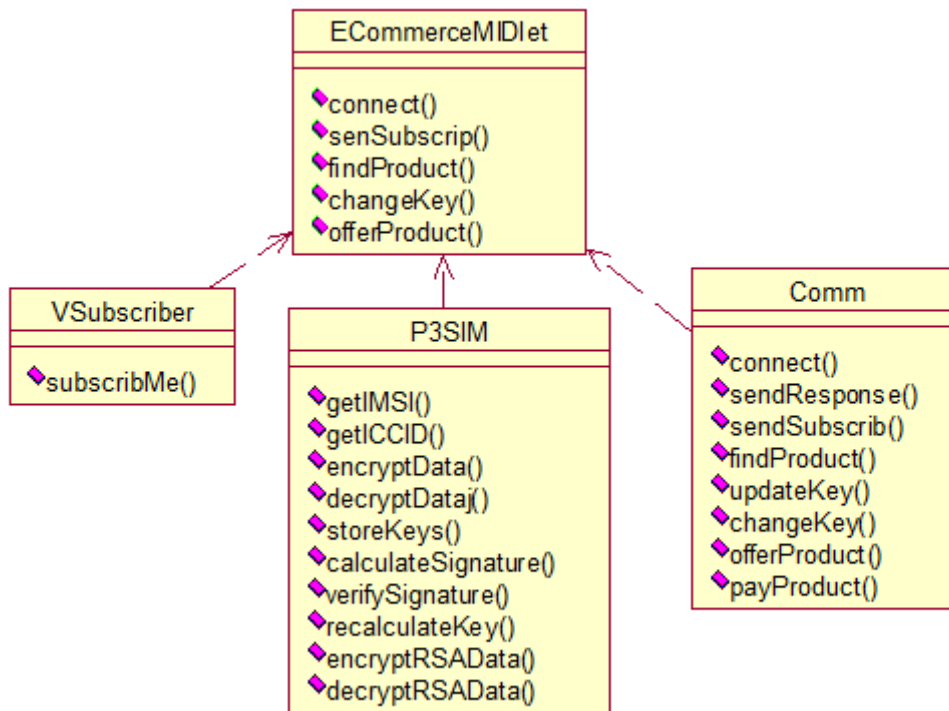 ECommerceMIDlet
connect()
senSubscrip()
findProduct()
changeKey()
offerProduct()
VSubscriber
subscribMe()
P3SIM
getIMSI()
getICCID()
encryptData()
decryptDataj()
storeKeys()
calculateSignature()
verifySignature()
recalculateKey()
encryptRSAData()
decryptRSAData()
Comm
connect()
sendResponse()
sendSubscrib()
findProduct()
updateKey()
changeKey()
offerProduct()
payProduct()